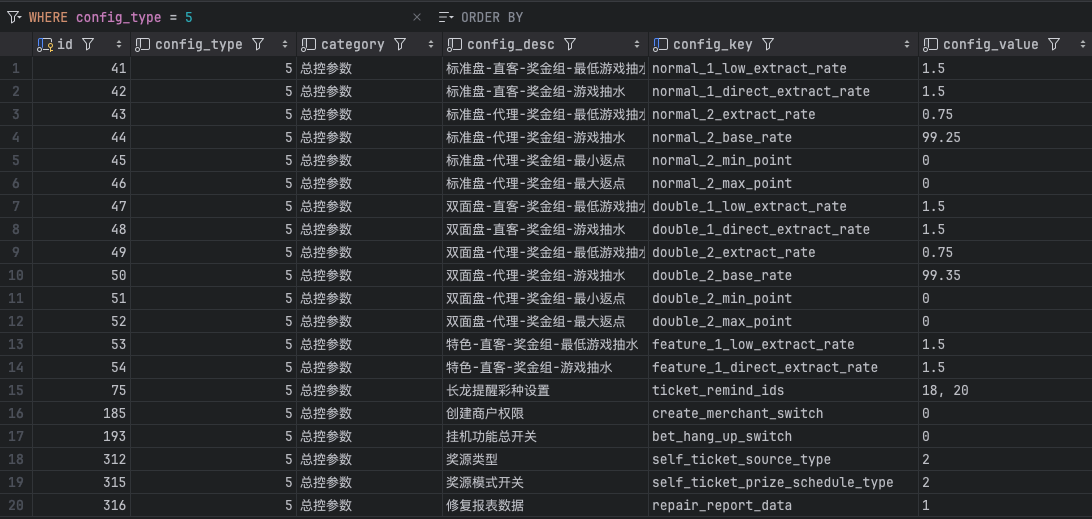 WHERE config_type = 5 × ORDER BY
id config_type category config_desc config_key config_value
1 41 5 总控参数 标准盘-直客-奖金组-最低游戏抽水 normal_1_low_extract_rate 1.5
2 42 5 总控参数 标准盘-直客-奖金组-游戏抽水 normal_1_direct_extract_rate 1.5
3 43 5 总控参数 标准盘-代理-奖金组-最低游戏抽水 normal_2_extract_rate 0.75
4 44 5 总控参数 标准盘-代理-奖金组-游戏抽水 normal_2_base_rate 99.25
5 45 5 总控参数 标准盘-代理-奖金组-最小返点 normal_2_min_point 0
6 46 5 总控参数 标准盘-代理-奖金组-最大返点 normal_2_max_point 0
7 47 5 总控参数 双面盘-直客-奖金组-最低游戏抽水 double_1_low_extract_rate 1.5
8 48 5 总控参数 双面盘-直客-奖金组-游戏抽水 double_1_direct_extract_rate 1.5
9 49 5 总控参数 双面盘-代理-奖金组-最低游戏抽水 double_2_extract_rate 0.75
10 50 5 总控参数 双面盘-代理-奖金组-游戏抽水 double_2_base_rate 99.35
11 51 5 总控参数 双面盘-代理-奖金组-最小返点 double_2_min_point 0
12 52 5 总控参数 双面盘-代理-奖金组-最大返点 double_2_max_point 0
13 53 5 总控参数 特色-直客-奖金组-最低游戏抽水 feature_1_low_extract_rate 1.5
14 54 5 总控参数 特色-直客-奖金组-游戏抽水 feature_1_direct_extract_rate 1.5
15 75 5 总控参数 长龙提醒彩种设置 ticket_remind_ids 18, 20
16 185 5 总控参数 创建商户权限 create_merchant_switch 0
17 193 5 总控参数 挂机功能总开关 bet_hang_up_switch 0
18 312 5 总控参数 奖源类型 self_ticket_source_type 2
19 315 5 总控参数 奖源模式开关 self_ticket_prize_schedule_type 2
20 316 5 总控参数 修复报表数据 repair_report_data 1